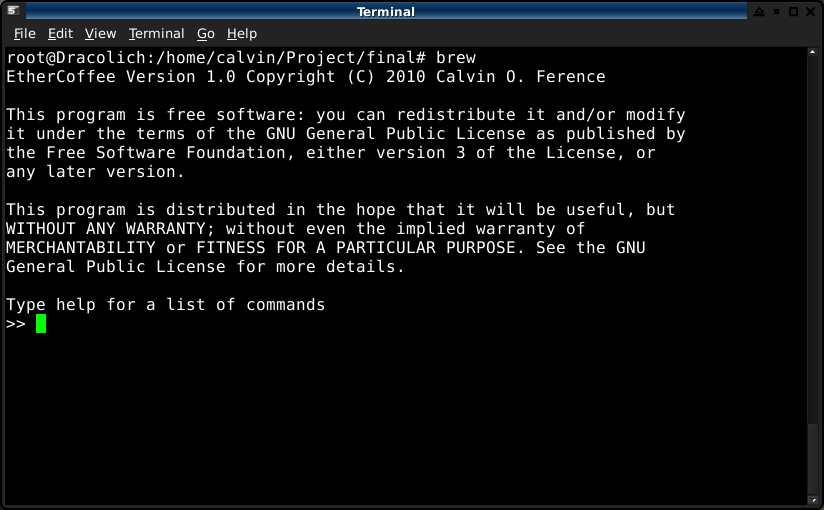 Terminal
File Edit View Terminal Go Help
root@Dracolich:/home/calvin/Project/final# brew
EtherCoffee Version 1.0 Copyright (C) 2010 Calvin O. Ference
This program is free software: you can redistribute it and/or modify
it under the terms of the GNU General Public License as published by
the Free Software Foundation, either version 3 of the License, or
any later version.
This program is distributed in the hope that it will be useful, but
WITHOUT ANY WARRANTY; without even the implied warranty of
MERCHANTABILITY or FITNESS FOR A PARTICULAR PURPOSE. See the GNU
General Public License for more details.
Type help for a list of commands
>>